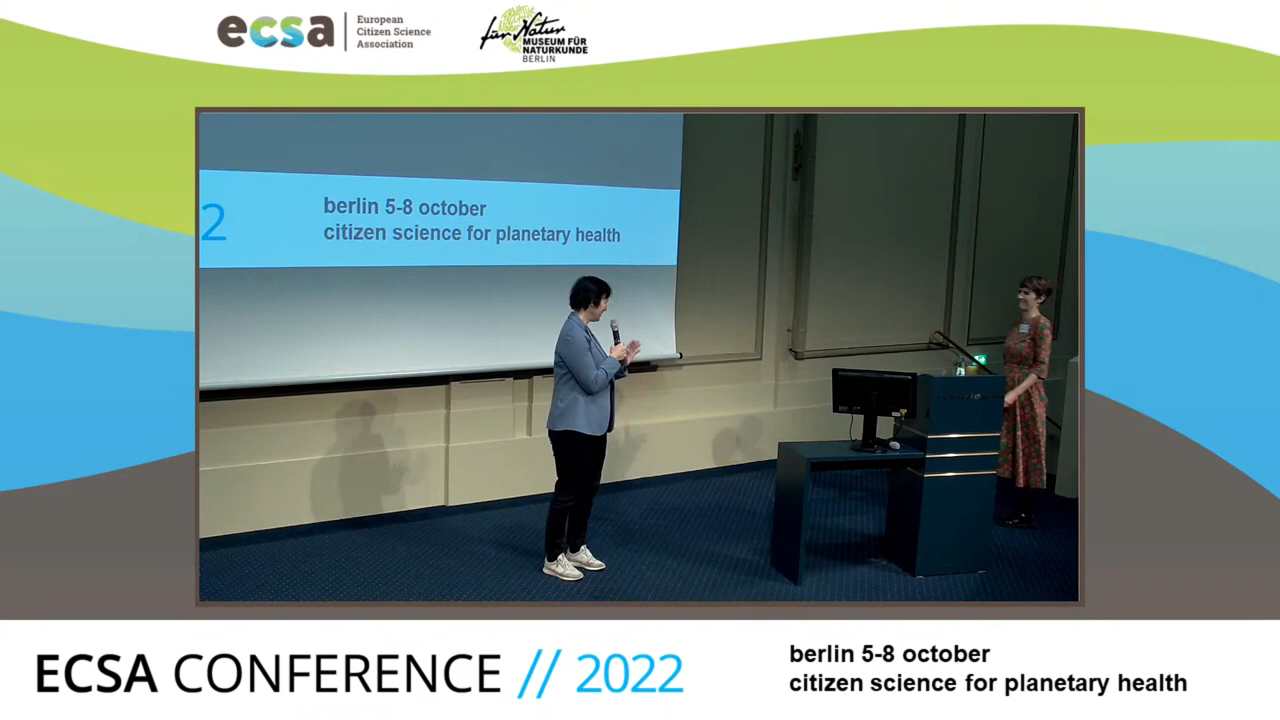 ecsa
European
Citizen Science
Association
für Natur
MUSEUM FÜR
NATURKUNDE
BERLIN
2
berlin 5-8 october
citizen science for planetary health
ECSA CONFERENCE // 2022
berlin 5-8 october
citizen science for planetary health